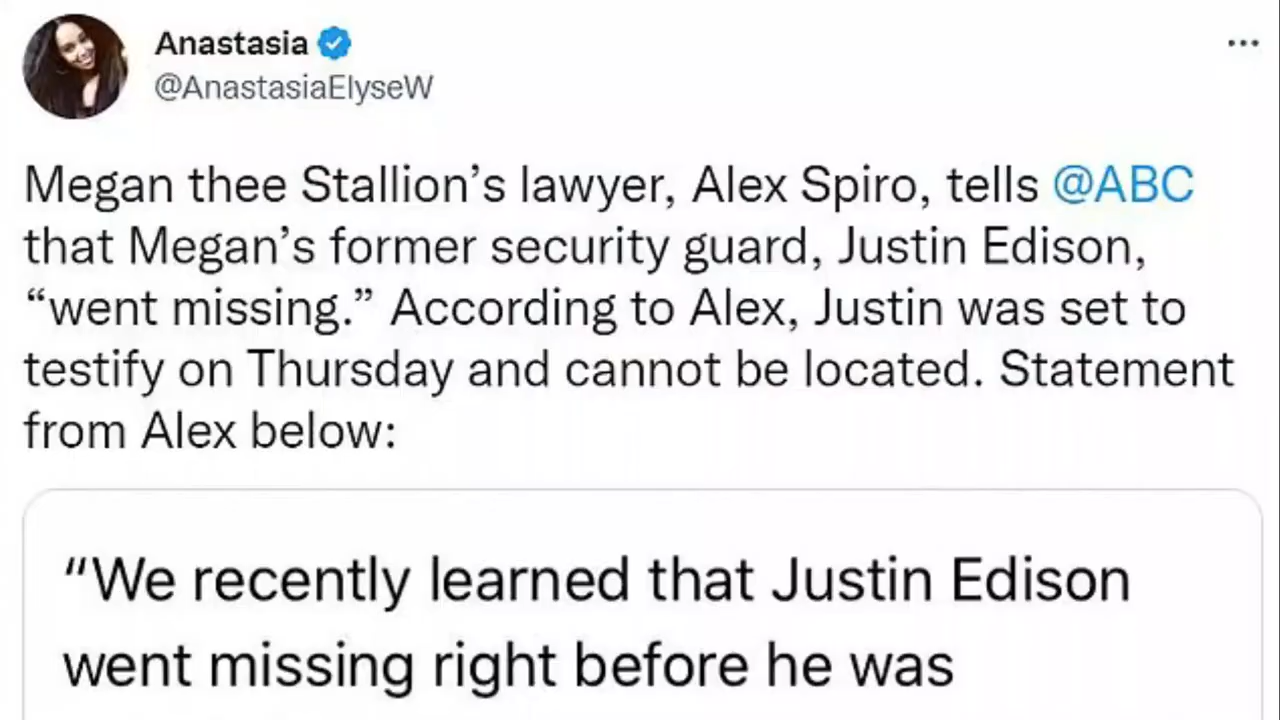 Anastasia
@AnastasiaElyseW
Megan thee Stallion’s lawyer, Alex Spiro, tells @ABC
that Megan’s former security guard, Justin Edison,
“went missing.” According to Alex, Justin was set to
testify on Thursday and cannot be located. Statement
from Alex below:
“We recently learned that Justin Edison
went missing right before he was